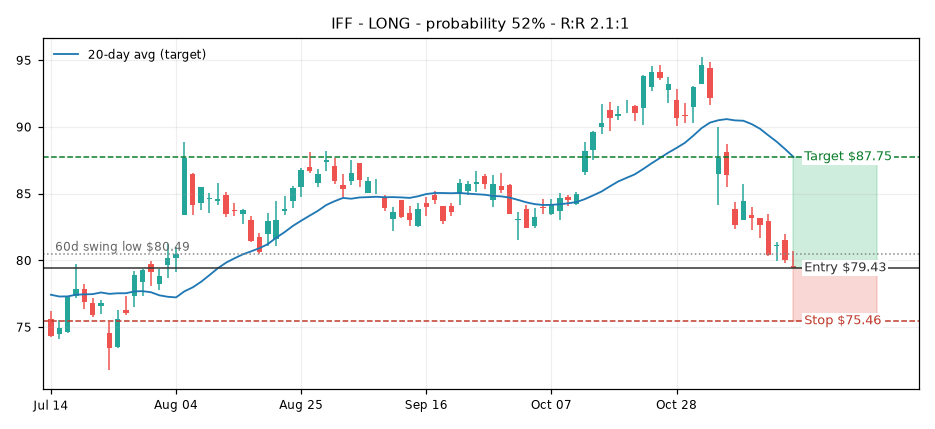 IFF - LONG - probability 52% - R:R 2.1:1
20-day avg (target)
95
90
85
80
75
Target $87.75
60d swing low $80.49
Entry $79.43
Stop $75.46
Jul 14
Aug 04
Aug 25
Sep 16
Oct 07
Oct 28